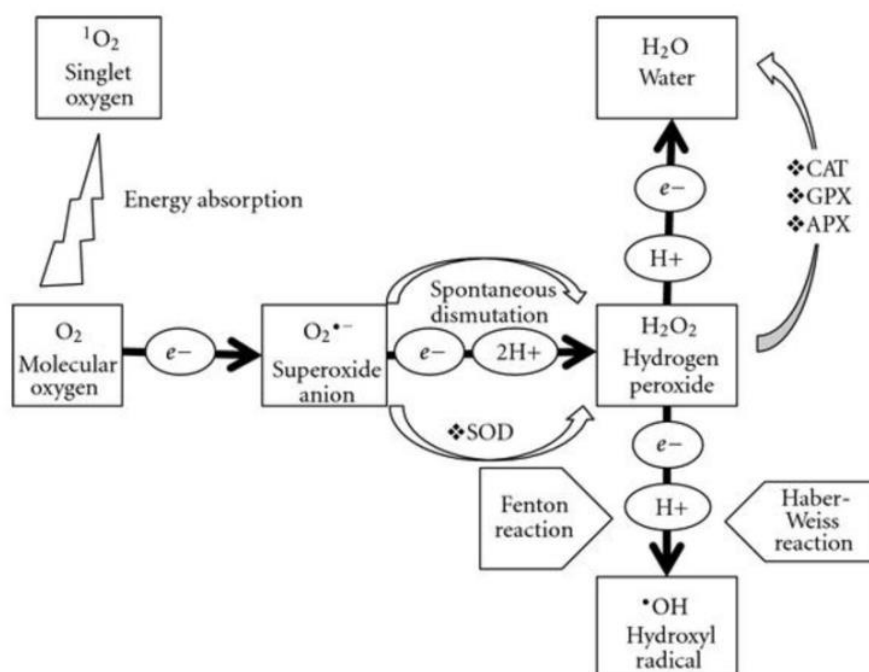 ¹O₂
Singlet
oxygen
H₂O
Water
Energy absorption
e−
❖CAT
❖GPX
❖APX
H+
O₂
Molecular
oxygen
e−
O₂•−
Superoxide
anion
Spontaneous
dismutation
e−
2H+
H₂O₂
Hydrogen
peroxide
❖SOD
e−
Fenton
reaction
H+
Haber-
Weiss
reaction
•OH
Hydroxyl
radical